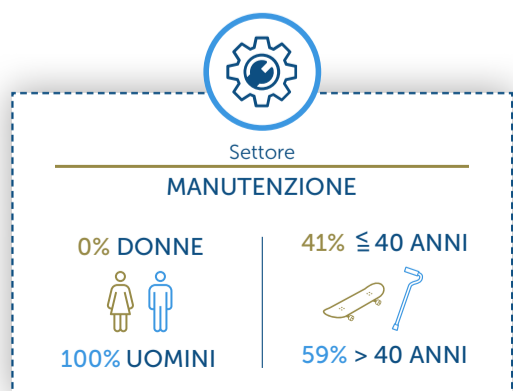 Settore
MANUTENZIONE
0% DONNE
100% UOMINI
41% ≦ 40 ANNI
59% > 40 ANNI